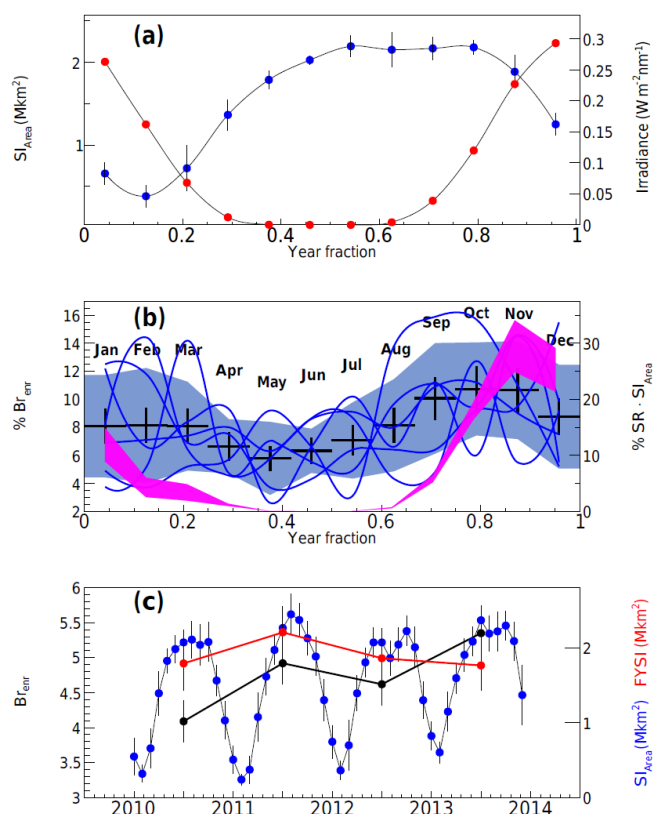 (a)
SI_Area (Mkm²)
Irradiance (W m⁻² nm⁻¹)
2
1
0.3
0.25
0.2
0.15
0.1
0.05
0
0 0.2 0.4 0.6 0.8 1
Year fraction
(b)
% Br_enr
% SR · SI_Area
16
14
12
10
8
6
4
2
30
20
10
0
Jan Feb Mar Apr May Jun Jul Aug Sep Oct Nov Dec
0 0.2 0.4 0.6 0.8 1
Year fraction
(c)
Br_enr
FYSI (Mkm²)
SI_Area (Mkm²)
6
5.5
5
4.5
4
3.5
3
2
1
0
2010 2011 2012 2013 2014